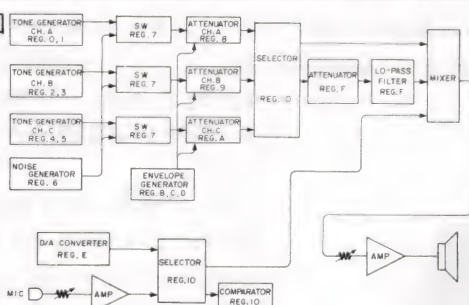 TONE GENERATOR
CH. A
REG. 0, 1
SW
REG. 7
ATTENUATOR
CH.A
REG. 8
TONE GENERATOR
CH. B
REG. 2, 3
SW
REG. 7
ATTENUATOR
CH.B
REG. 9
SELECTOR
REG. 10
ATTENUATOR
REG. F
LO-PASS
FILTER
REG. F
MIXER
TONE GENERATOR
CH. C
REG. 4, 5
SW
REG. 7
ATTENUATOR
CH.C
REG. A
NOISE
GENERATOR
REG. 6
ENVELOPE
GENERATOR
REG. B, C, D
D/A CONVERTER
REG. E
SELECTOR
REG. 10
AMP
MIC
AMP
COMPARATOR
REG. 10